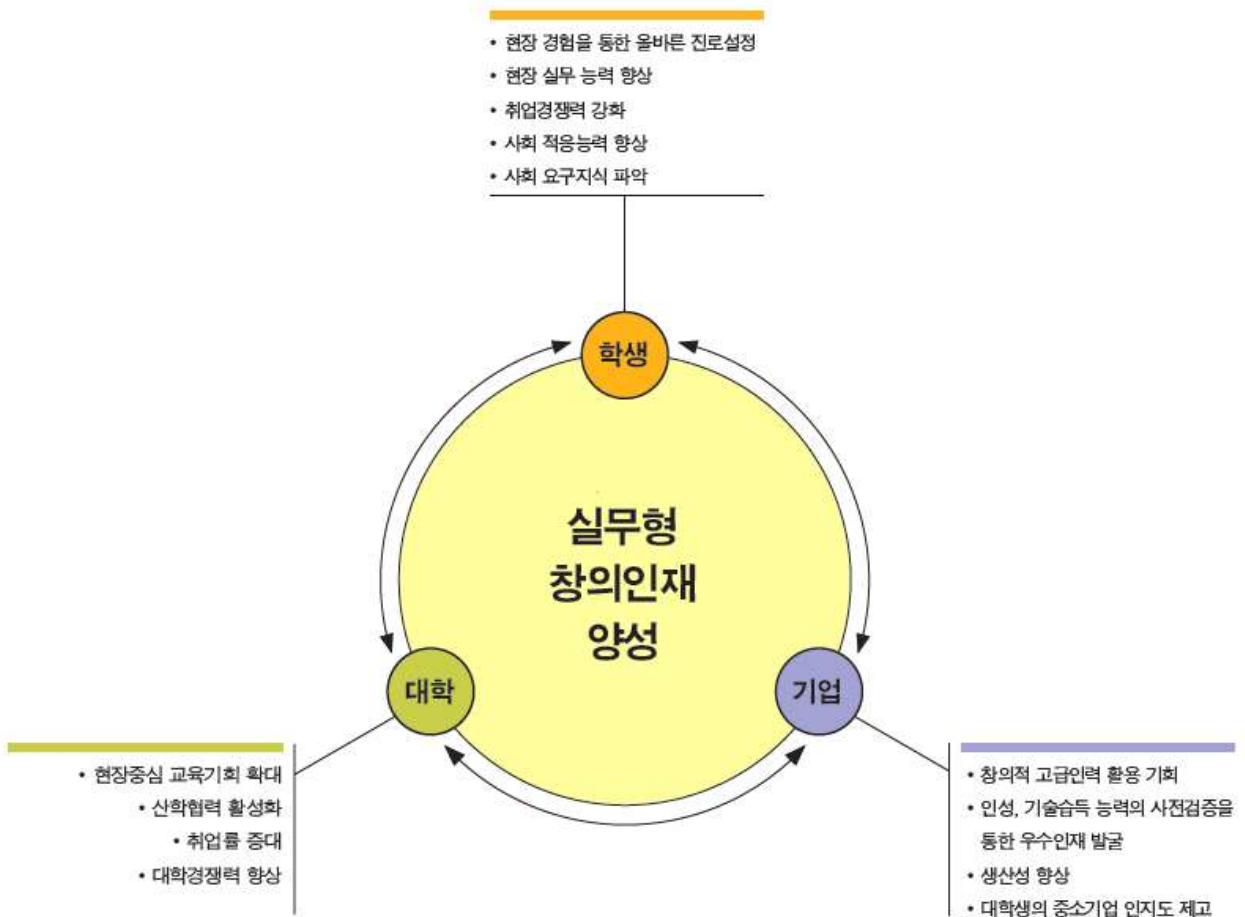 • 현장 경험을 통한 올바른 진로설정
• 현장 실무 능력 향상
• 취업경쟁력 강화
• 사회 적응능력 향상
• 사회 요구지식 파악
학생
실무형
창의인재
양성
대학
기업
• 현장중심 교육기회 확대
• 산학협력 활성화
• 취업률 증대
• 대학경쟁력 향상
• 창의적 고급인력 활용 기회
• 인성, 기술습득 능력의 사전검증을
통한 우수인재 발굴
• 생산성 향상
• 대학생의 중소기업 인지도 제고